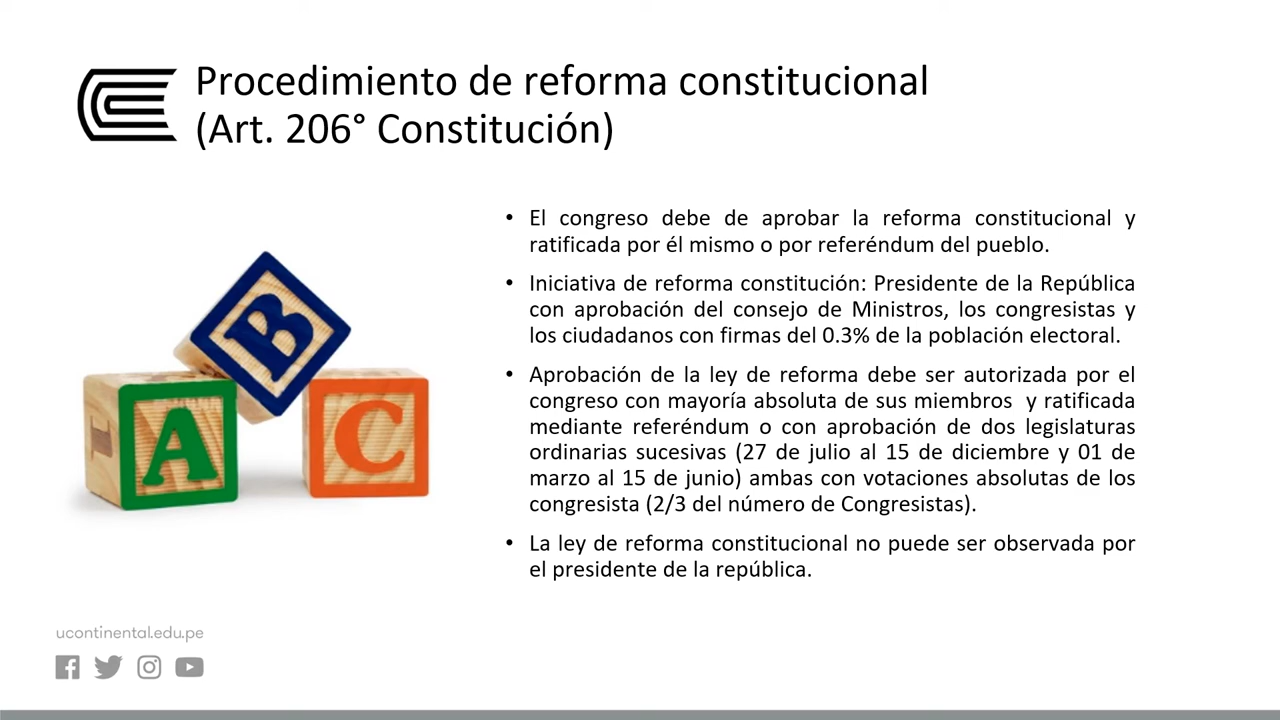 Procedimiento de reforma constitucional
(Art. 206° Constitución)
• El congreso debe de aprobar la reforma constitucional y
ratificada por él mismo o por referéndum del pueblo.
• Iniciativa de reforma constitución: Presidente de la República
con aprobación del consejo de Ministros, los congresistas y
los ciudadanos con firmas del 0.3% de la población electoral.
• Aprobación de la ley de reforma debe ser autorizada por el
congreso con mayoría absoluta de sus miembros y ratificada
mediante referéndum o con aprobación de dos legislaturas
ordinarias sucesivas (27 de julio al 15 de diciembre y 01 de
marzo al 15 de junio) ambas con votaciones absolutas de los
congresista (2/3 del número de Congresistas).
• La ley de reforma constitucional no puede ser observada por
el presidente de la república.
B
A C
ucontinental.edu.pe